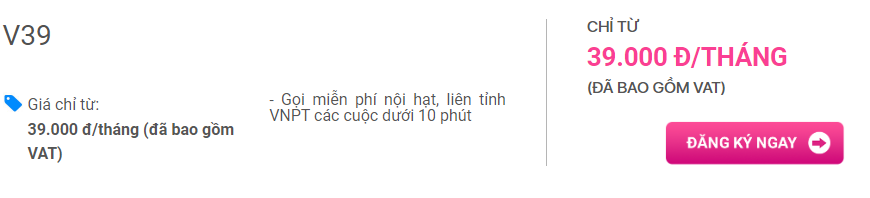 V39
Giá chỉ từ:
39.000 đ/tháng (đã bao gồm
VAT)
- Gọi miễn phí nội hạt, liên tỉnh
VNPT các cuộc dưới 10 phút
CHỈ TỪ
39.000 Đ/THÁNG
(ĐÃ BAO GỒM VAT)
ĐĂNG KÝ NGAY